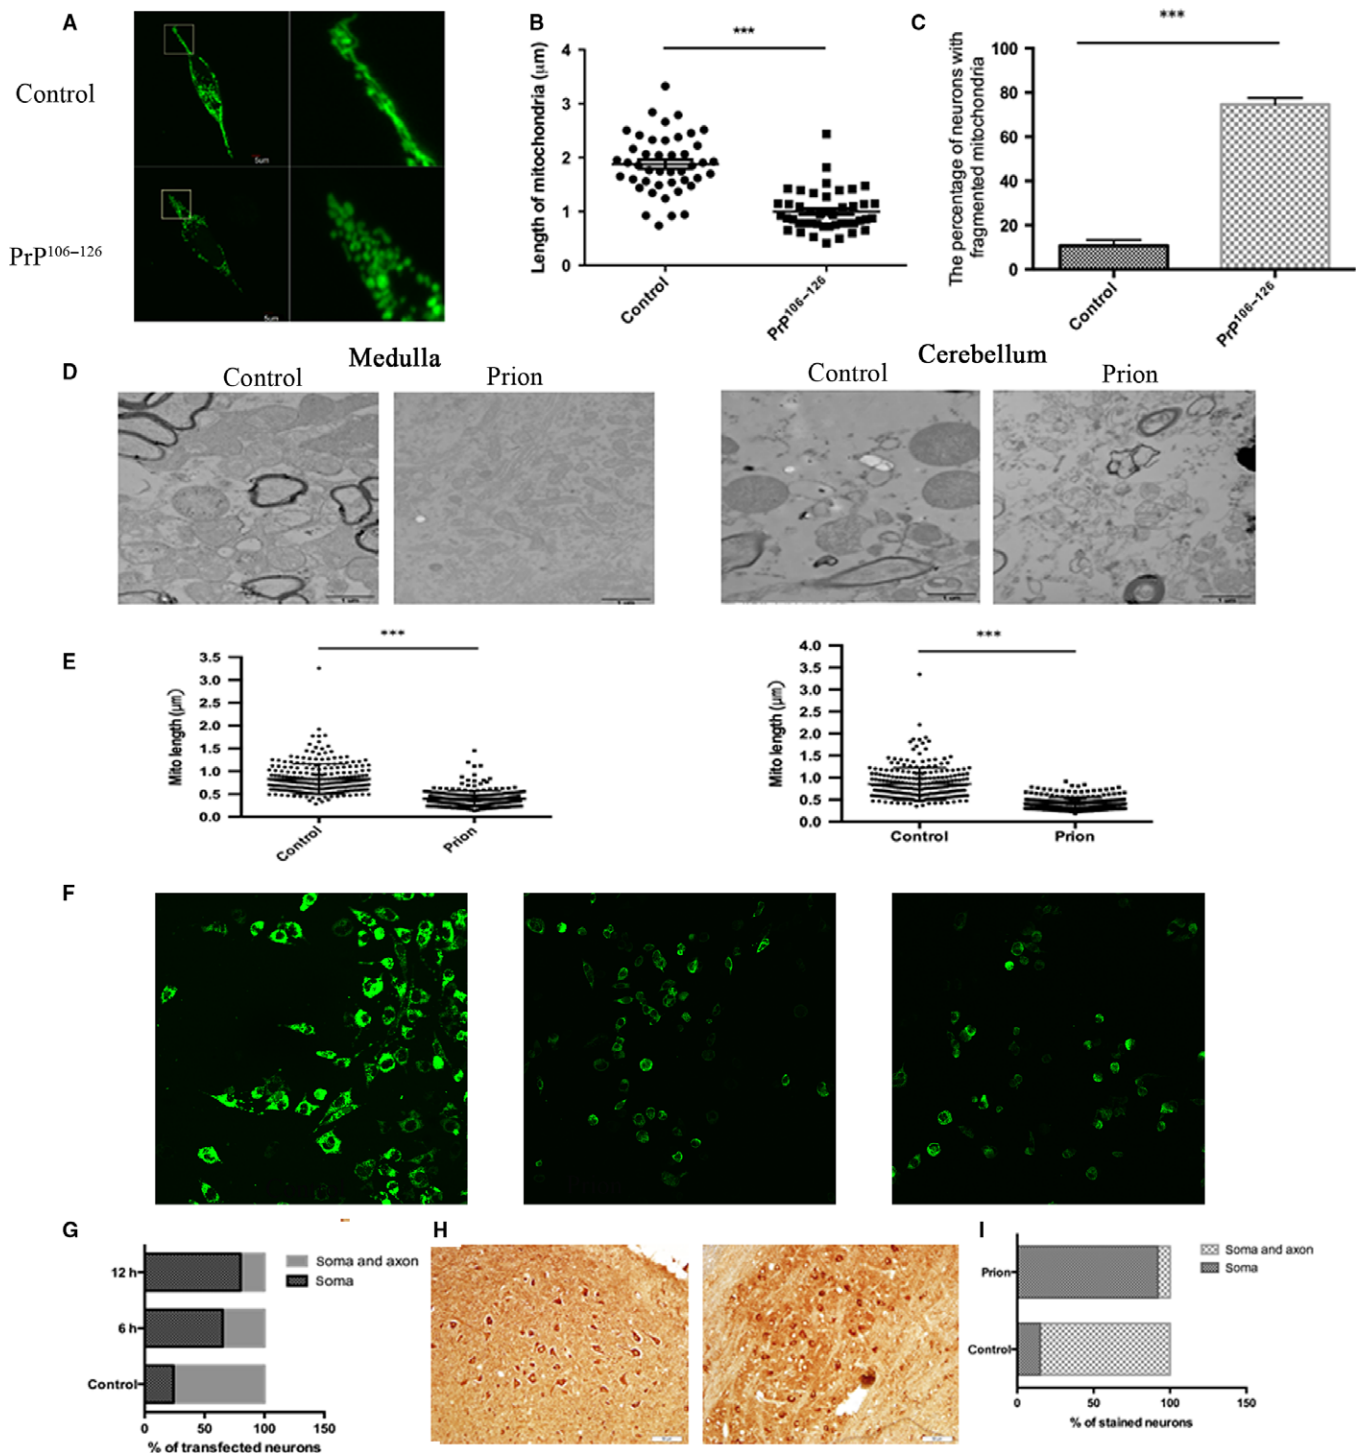 A
Control
PrP106–126
5um
5um
B
***
Length of mitochondria (μm)
4
3
2
1
0
Control
PrP106–126
C
***
The percentage of neurons with
fragmented mitochondria
100
80
60
40
20
0
Control
PrP106–126
D
Medulla
Control
Prion
Cerebellum
Control
Prion
E
***
Mito length (μm)
3.5
3.0
2.5
2.0
1.5
1.0
0.5
0.0
Control
Prion
***
Mito length (μm)
4.0
3.5
3.0
2.5
2.0
1.5
1.0
0.5
0.0
Control
Prion
F
G
12 h
6 h
Control
0
50
100
150
% of transfected neurons
Soma and axon
Soma
H
I
Prion
Control
0
50
100
150
% of stained neurons
Soma and axon
Soma